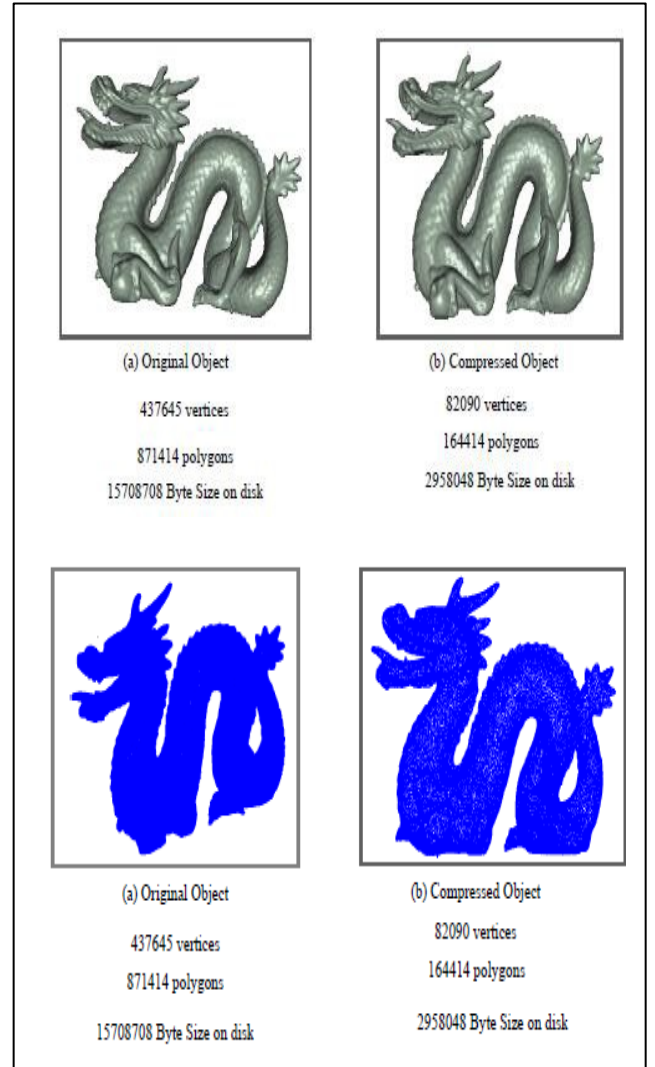 (a) Original Object
437645 vertices
871414 polygons
15708708 Byte Size on disk
(b) Compressed Object
82090 vertices
164414 polygons
2958048 Byte Size on disk
(a) Original Object
437645 vertices
871414 polygons
15708708 Byte Size on disk
(b) Compressed Object
82090 vertices
164414 polygons
2958048 Byte Size on disk